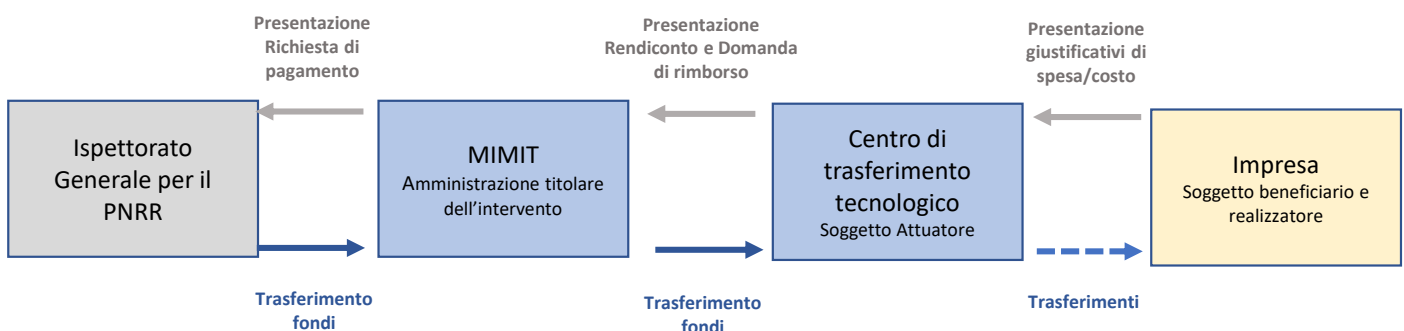 Presentazione
Richiesta di
pagamento
Presentazione
Rendiconto e Domanda
di rimborso
Presentazione
giustificativi di
spesa/costo
Ispettorato
Generale per il
PNRR
MIMIT
Amministrazione titolare
dell'intervento
Centro di
trasferimento
tecnologico
Soggetto Attuatore
Impresa
Soggetto beneficiario e
realizzatore
Trasferimento
fondi
Trasferimento
fondi
Trasferimenti